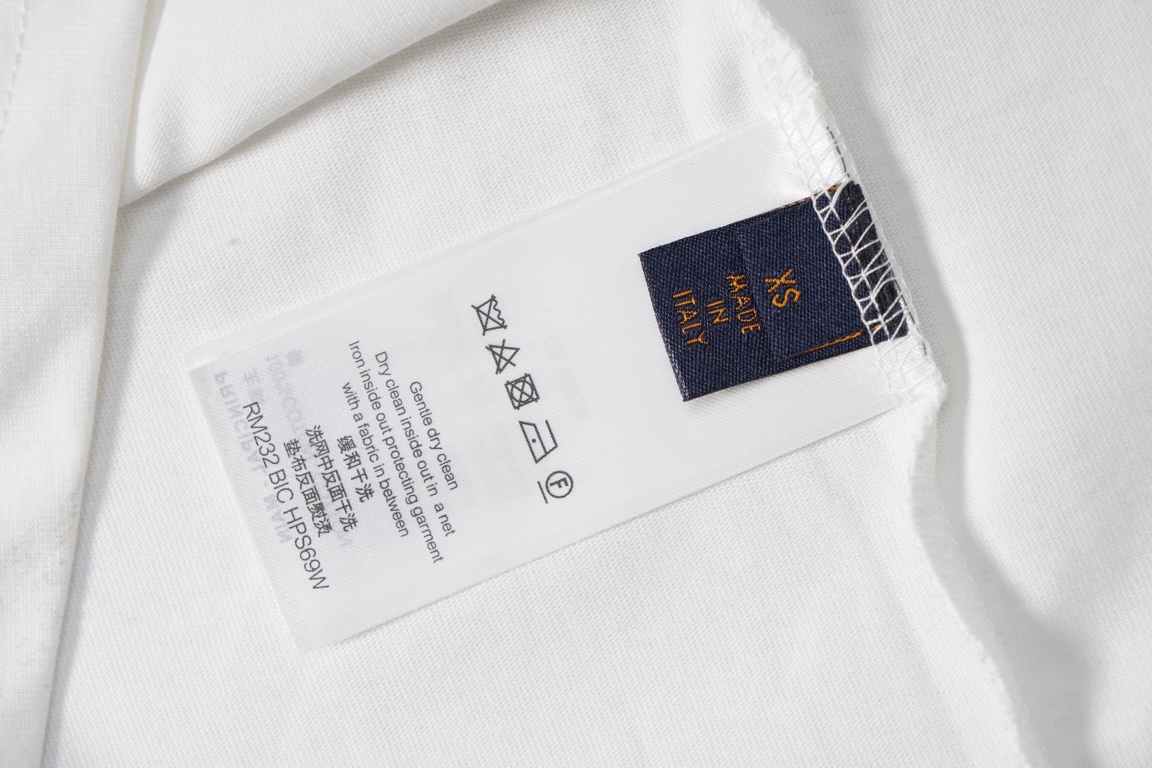 XS
MADE
IN
ITALY
F
Gentle dry clean
Dry clean inside out in a net
Iron inside out protecting garment
with a fabric in between
缓和干洗
洗网中反面干洗
垫布反面熨烫
RM232 BIC HPS69W